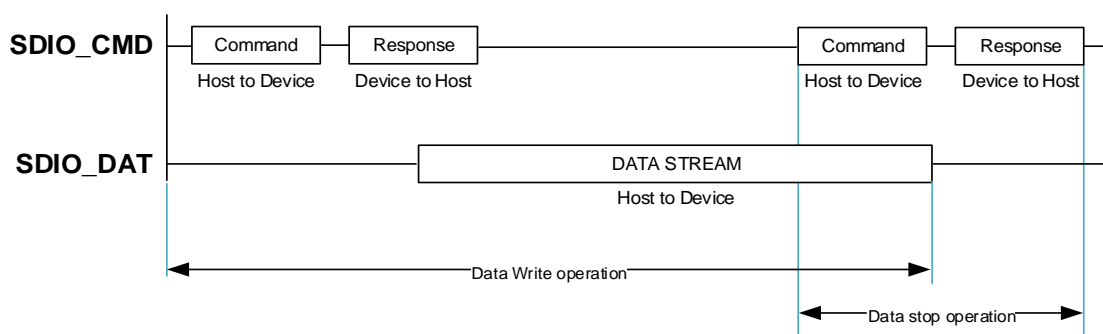 SDIO_CMD
Command
Response
Command
Response
Host to Device
Device to Host
Host to Device
Device to Host
SDIO_DAT
DATA STREAM
Host to Device
Data Write operation
Data stop operation